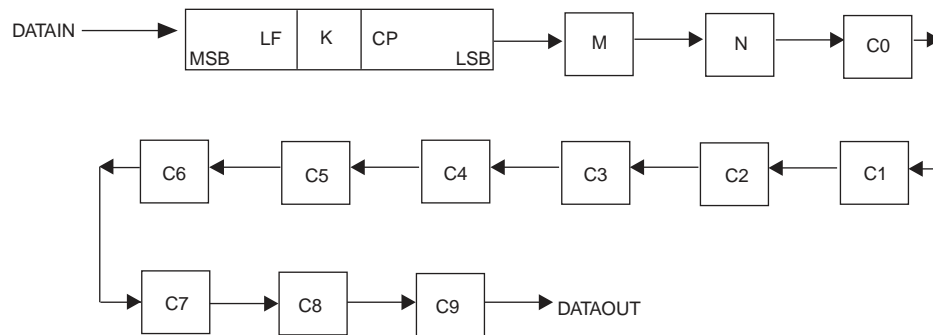 DATAIN
MSB LF K CP LSB
M
N
C0
C6
C5
C4
C3
C2
C1
C7
C8
C9
DATAOUT